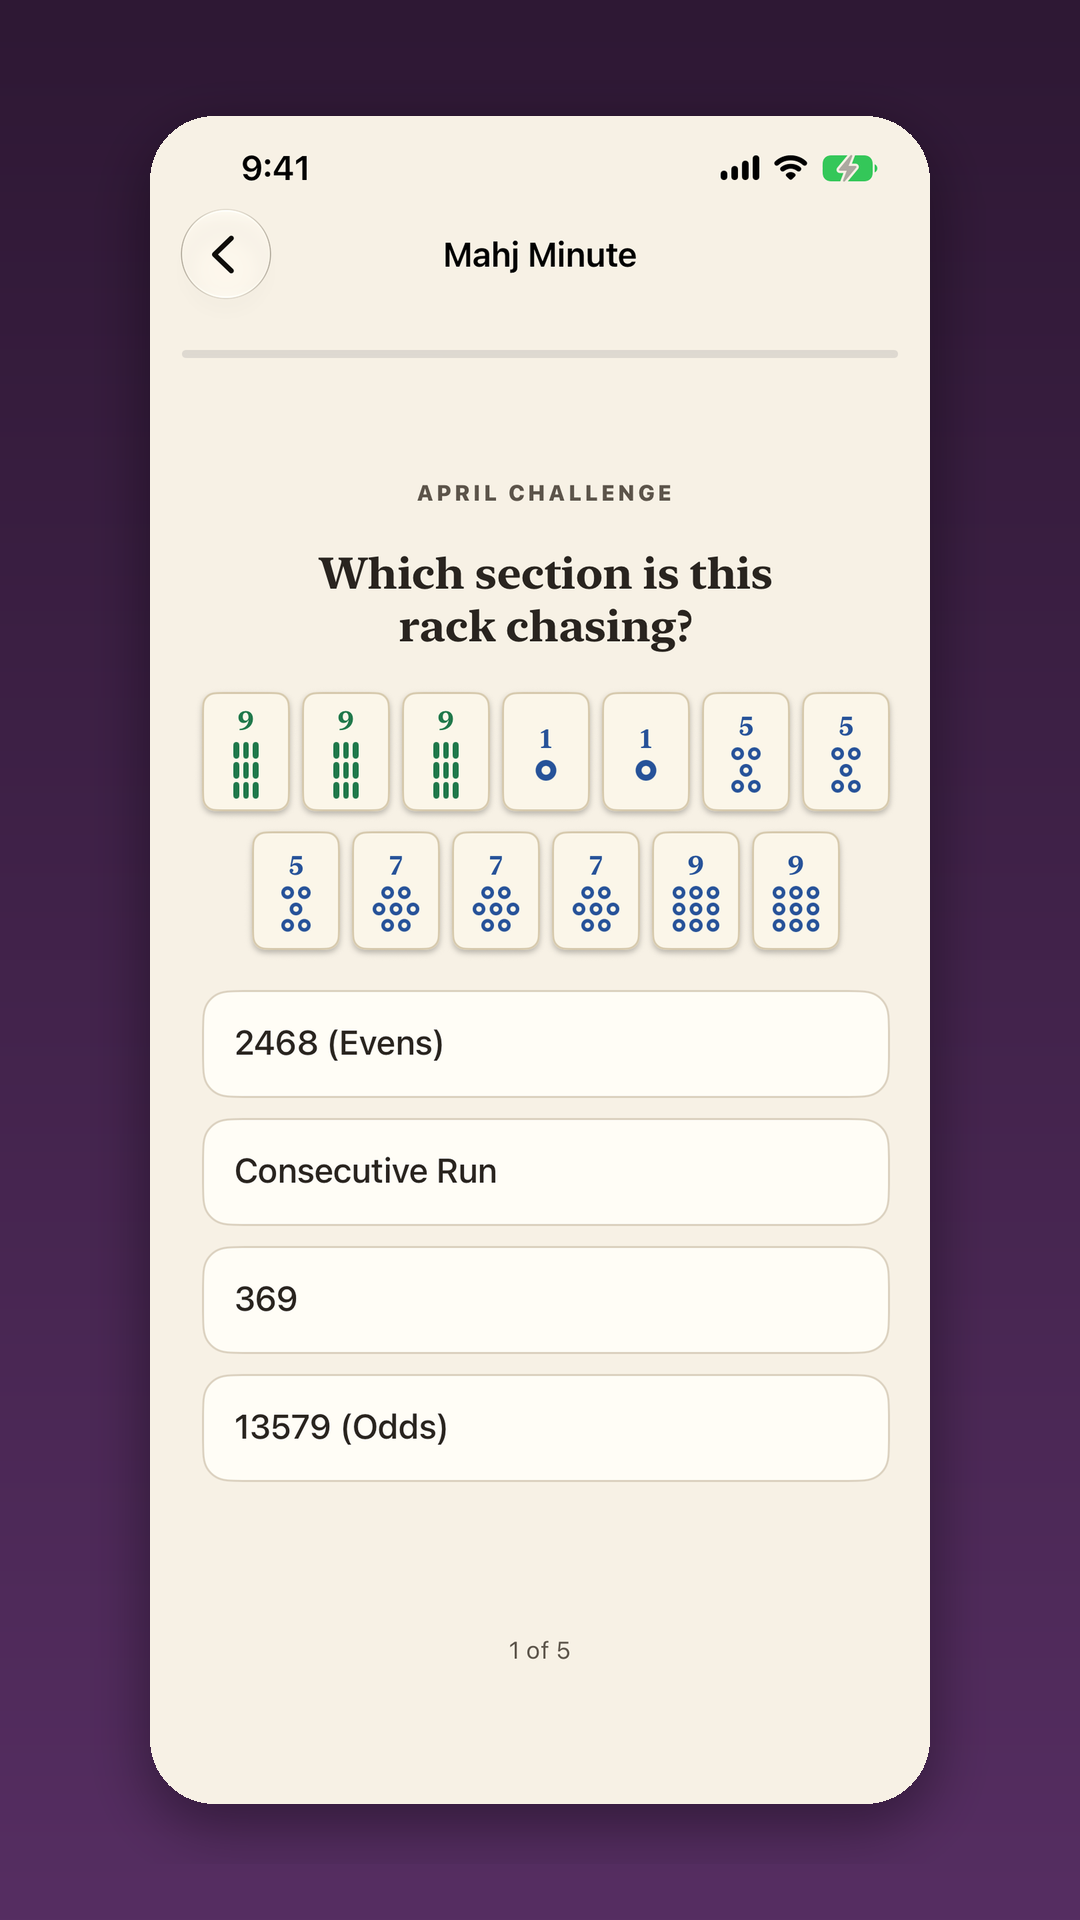 9:41
Mahj Minute
APRIL CHALLENGE
Which section is this
rack chasing?
9 9 9 1 1 5 5
5 7 7 7 9 9
2468 (Evens)
Consecutive Run
369
13579 (Odds)
1 of 5